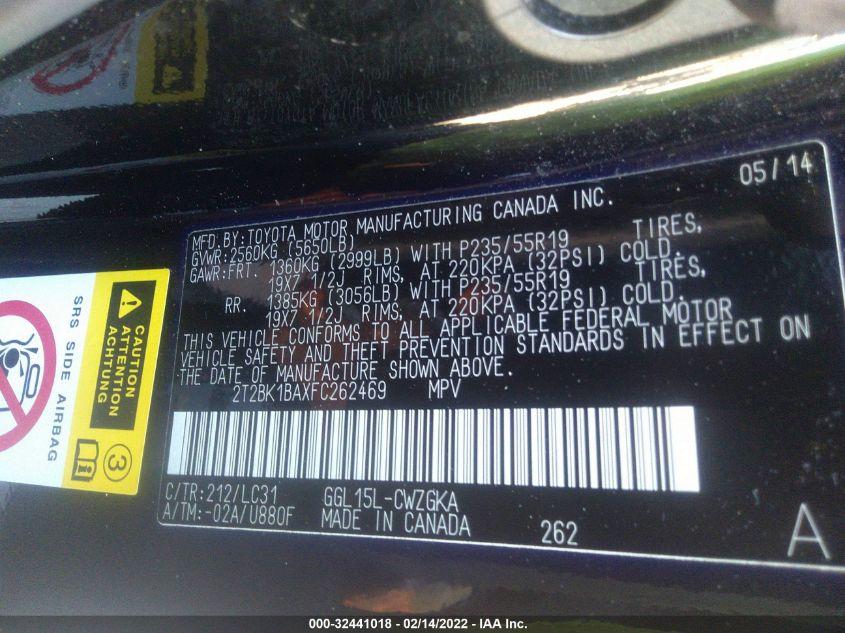 05/14
MFD.BY:TOYOTA MOTOR MANUFACTURING CANADA INC.
GVWR:2560KG (5650LB)
GAWR:FRT. 1360KG (2999LB) WITH P235/55R19 TIRES,
19X7 1/2J RIMS, AT 220KPA (32PSI) COLD.
RR. 1385KG (3056LB) WITH P235/55R19 TIRES,
19X7 1/2J RIMS, AT 220KPA (32PSI) COLD.
THIS VEHICLE CONFORMS TO ALL APPLICABLE FEDERAL MOTOR
VEHICLE SAFETY AND THEFT PREVENTION STANDARDS IN EFFECT ON
THE DATE OF MANUFACTURE SHOWN ABOVE.
2T2BK1BAXFC262469 MPV
C/TR:212/LC31 GGL15L-CWZGKA
A/TM:-02A/U880F MADE IN CANADA 262 A
CAUTION
ATTENTION
ACHTUNG
SRS SIDE AIRBAG
i
3
000-32441018 - 02/14/2022 - IAA Inc.